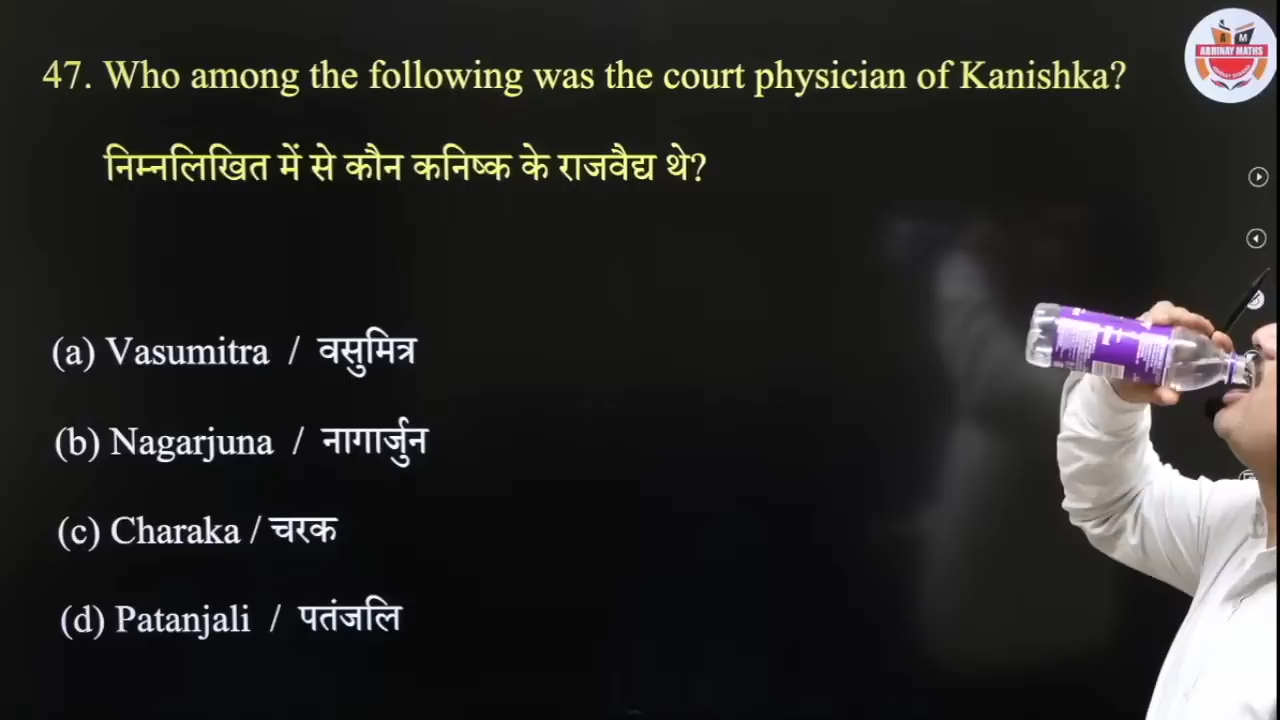 47. Who among the following was the court physician of Kanishka?
निम्नलिखित में से कौन कनिष्क के राजवैद्य थे?
(a) Vasumitra / वसुमित्र
(b) Nagarjuna / नागार्जुन
(c) Charaka / चरक
(d) Patanjali / पतंजलि
A M
ABHINAY MATHS